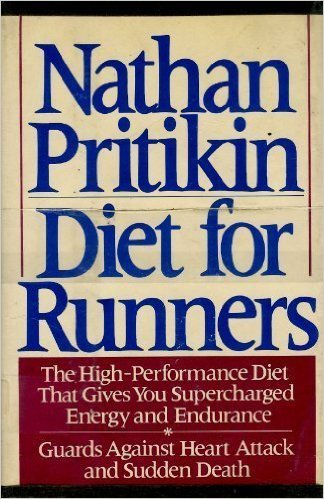 Nathan
Pritikin
Diet for
Runners
The High-Performance Diet
That Gives You Supercharged
Energy and Endurance
*
Guards Against Heart Attack
and Sudden Death